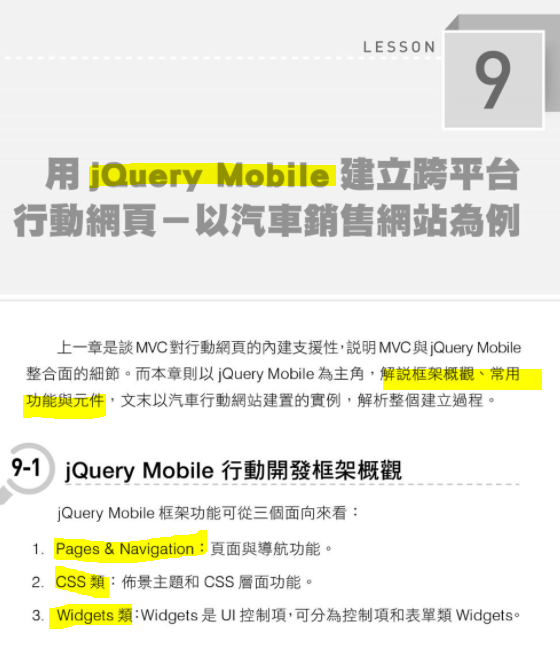 LESSON
9
用 jQuery Mobile 建立跨平台
行動網頁－以汽車銷售網站為例
上一章是談 MVC 對行動網頁的內建支援性，說明 MVC 與 jQuery Mobile
整合面的細節。而本章則以 jQuery Mobile 為主角，解說框架概觀、常用
功能與元件，文末以汽車行動網站建置的實例，解析整個建立過程。
9-1 jQuery Mobile 行動開發框架概觀
jQuery Mobile 框架功能可從三個面向來看：
1. Pages & Navigation：頁面與導航功能。
2. CSS 類：佈景主題和 CSS 層面功能。
3. Widgets 類：Widgets 是 UI 控制項，可分為控制項和表單類 Widgets。